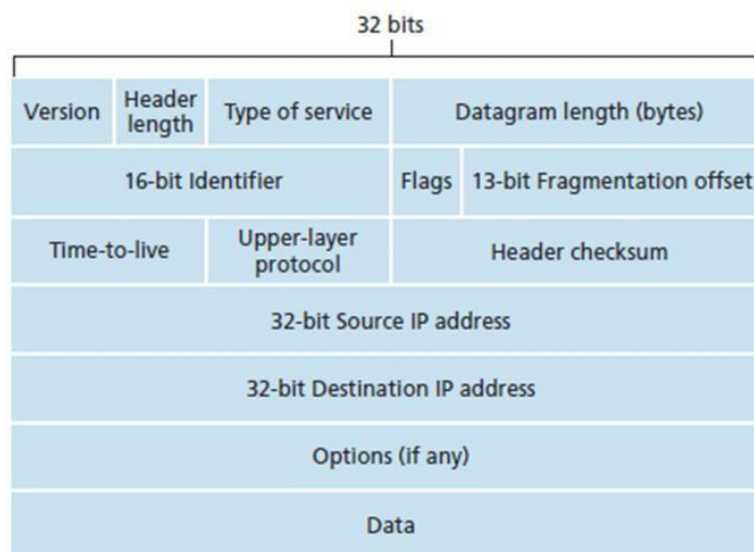 32 bits
Version
Header
length
Type of service
Datagram length (bytes)
16-bit Identifier
Flags
13-bit Fragmentation offset
Time-to-live
Upper-layer
protocol
Header checksum
32-bit Source IP address
32-bit Destination IP address
Options (if any)
Data